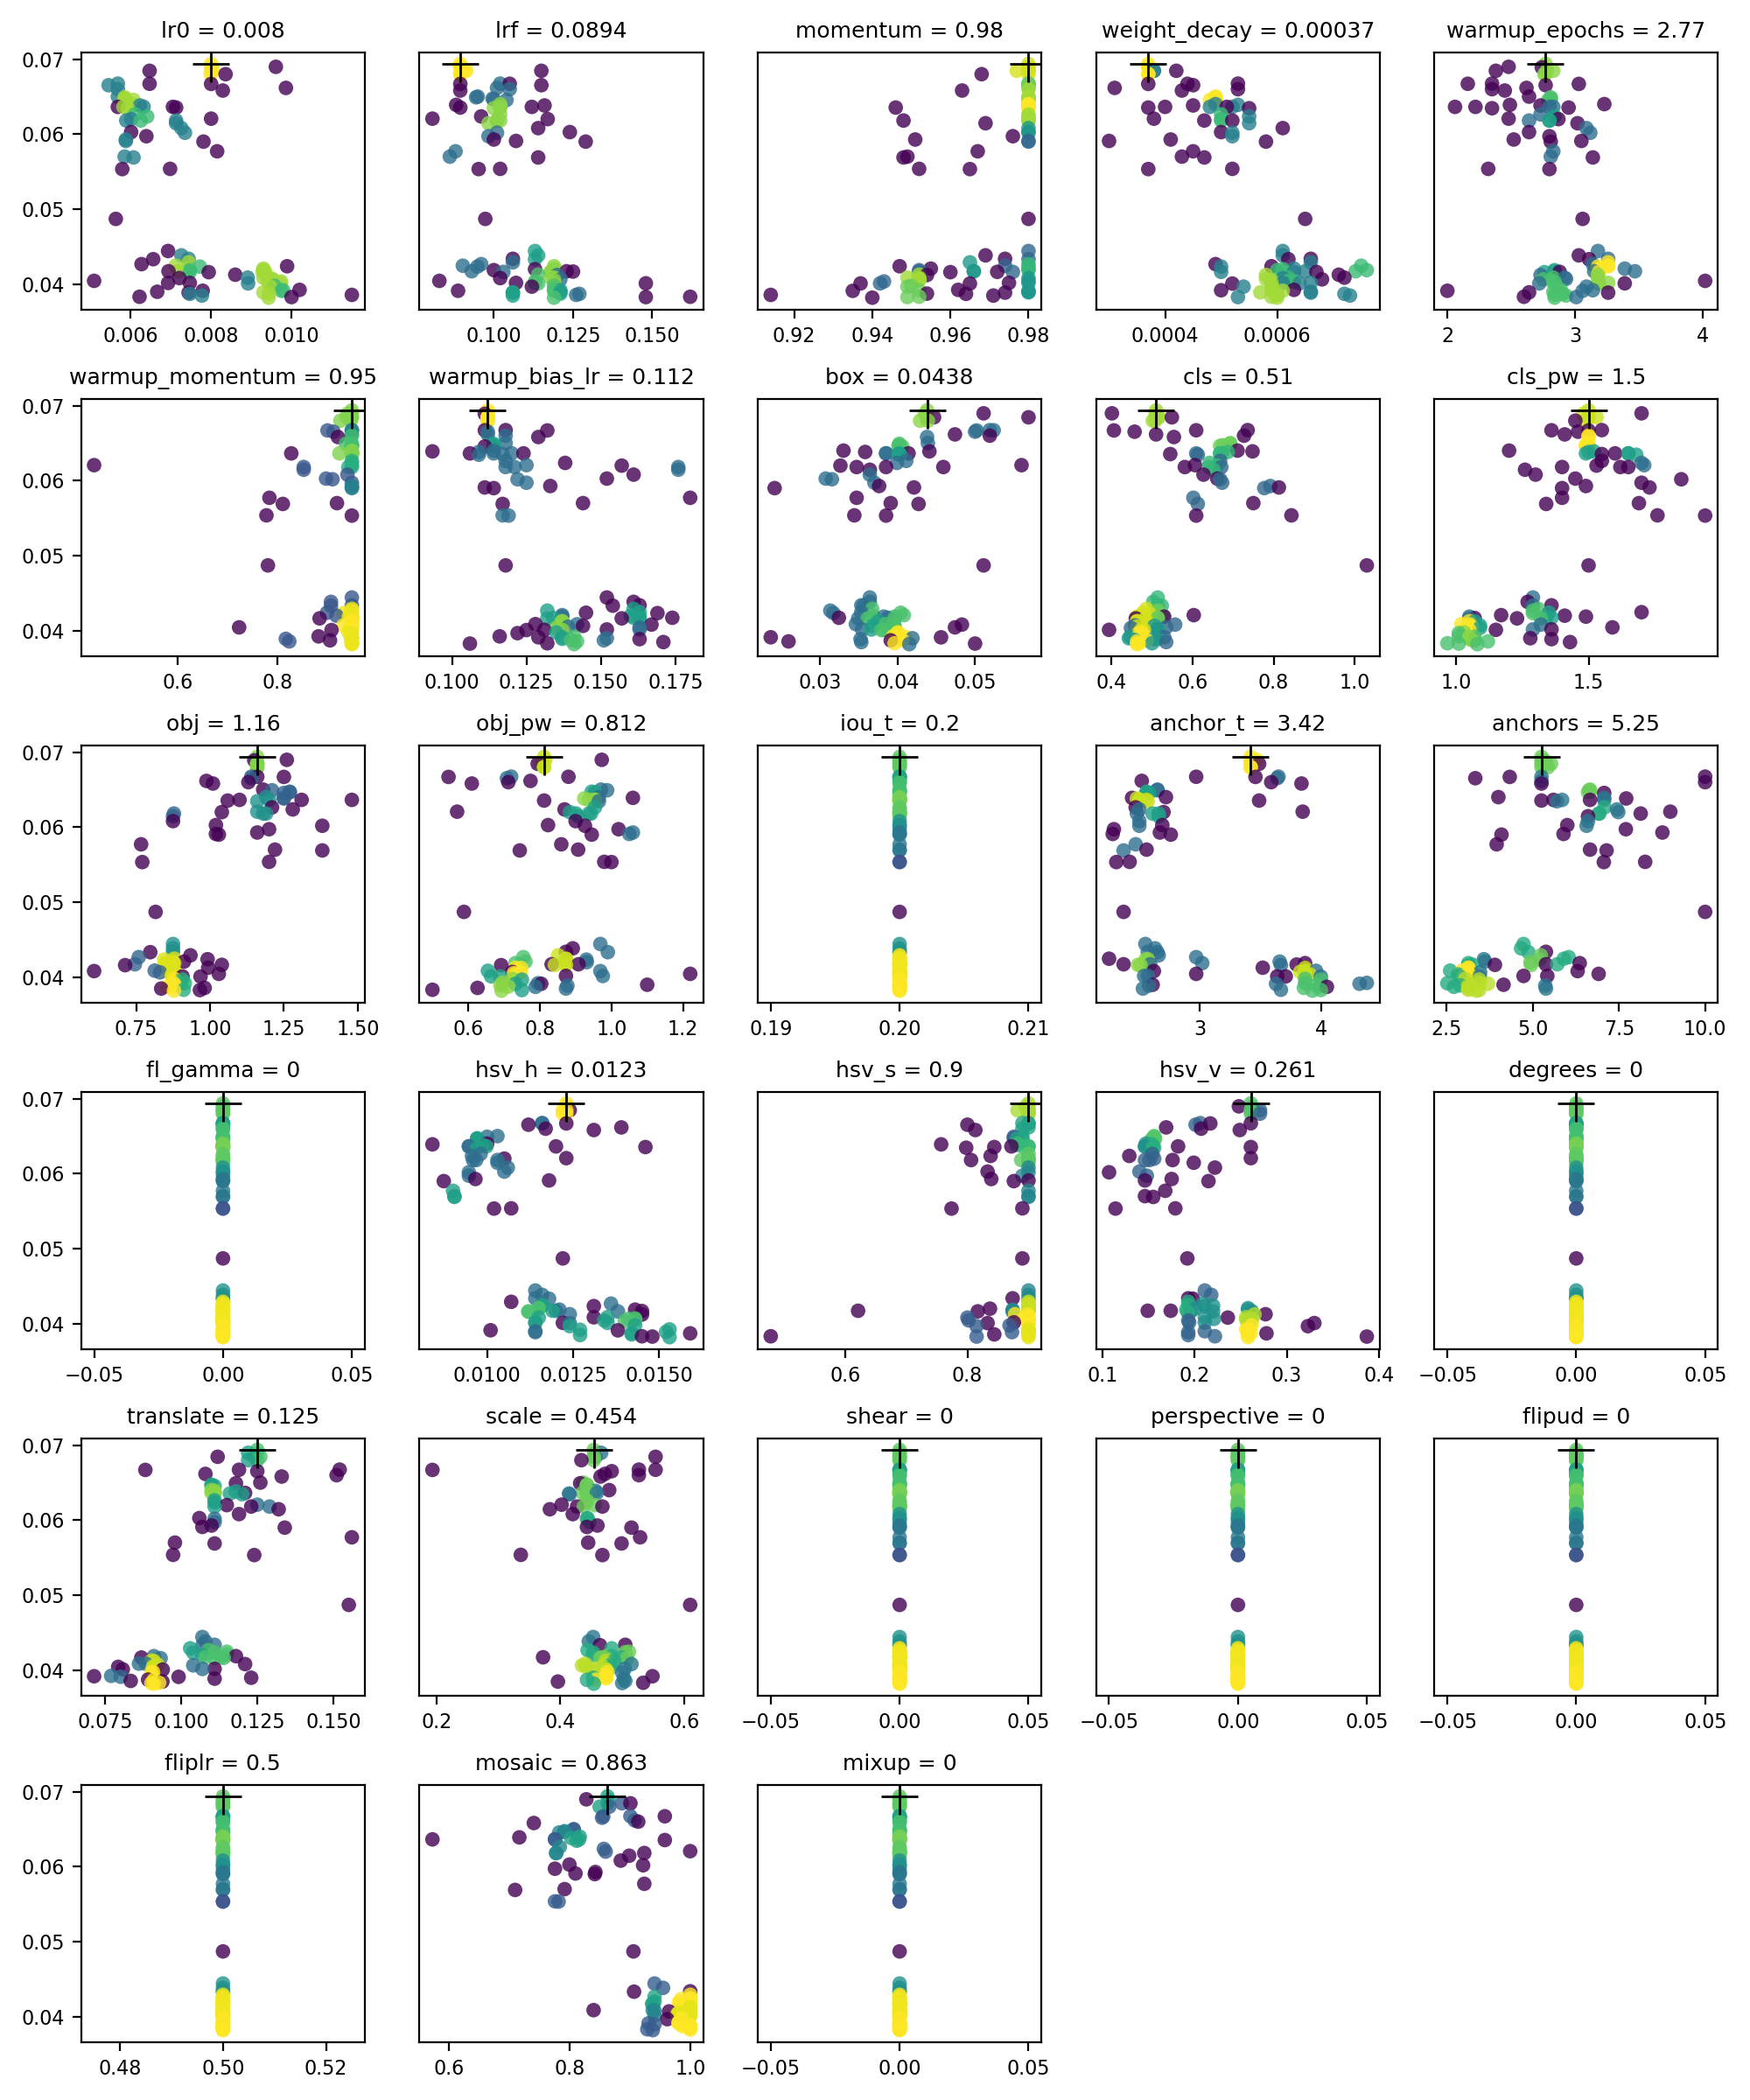 lr0 = 0.008 lrf = 0.0894 momentum = 0.98 weight_decay = 0.00037 warmup_epochs = 2.77
0.07
0.06
0.05
0.04
0.006 0.008 0.010 0.100 0.125 0.150 0.92 0.94 0.96 0.98 0.0004 0.0006 2 3 4
warmup_momentum = 0.95 warmup_bias_lr = 0.112 box = 0.0438 cls = 0.51 cls_pw = 1.5
0.07
0.06
0.05
0.04
0.6 0.8 0.100 0.125 0.150 0.175 0.03 0.04 0.05 0.4 0.6 0.8 1.0 1.0 1.5
obj = 1.16 obj_pw = 0.812 iou_t = 0.2 anchor_t = 3.42 anchors = 5.25
0.07
0.06
0.05
0.04
0.75 1.00 1.25 1.50 0.6 0.8 1.0 1.2 0.19 0.20 0.21 3 4 2.5 5.0 7.5 10.0
fl_gamma = 0 hsv_h = 0.0123 hsv_s = 0.9 hsv_v = 0.261 degrees = 0
0.07
0.06
0.05
0.04
−0.05 0.00 0.05 0.0100 0.0125 0.0150 0.6 0.8 0.1 0.2 0.3 0.4 −0.05 0.00 0.05
translate = 0.125 scale = 0.454 shear = 0 perspective = 0 flipud = 0
0.07
0.06
0.05
0.04
0.075 0.100 0.125 0.150 0.2 0.4 0.6 −0.05 0.00 0.05 −0.05 0.00 0.05 −0.05 0.00 0.05
fliplr = 0.5 mosaic = 0.863 mixup = 0
0.07
0.06
0.05
0.04
0.48 0.50 0.52 0.6 0.8 1.0 −0.05 0.00 0.05